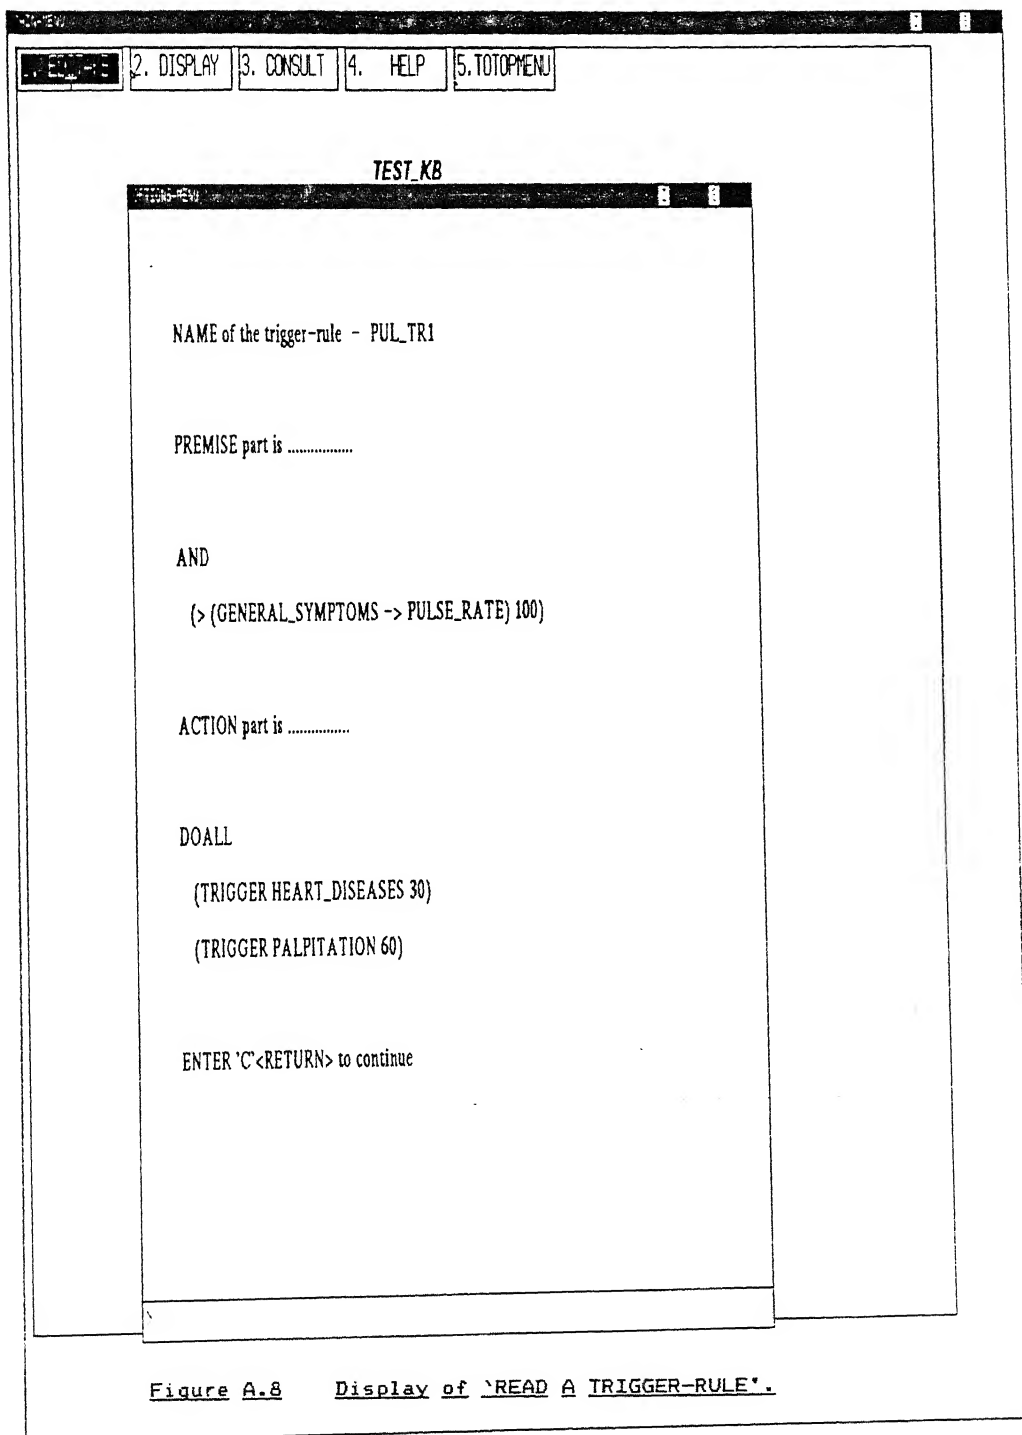 2. DISPLAY 3. CONSULT 4. HELP 5.TOTOPMENU
TEST_KB
NAME of the trigger-rule - PUL_TR1
PREMISE part is ................
AND
(> (GENERAL_SYMPTOMS -> PULSE_RATE) 100)
ACTION part is ...............
DOALL
(TRIGGER HEART_DISEASES 30)
(TRIGGER PALPITATION 60)
ENTER 'C'<RETURN> to continue
Figure A.8 Display of `READ A TRIGGER-RULE'.